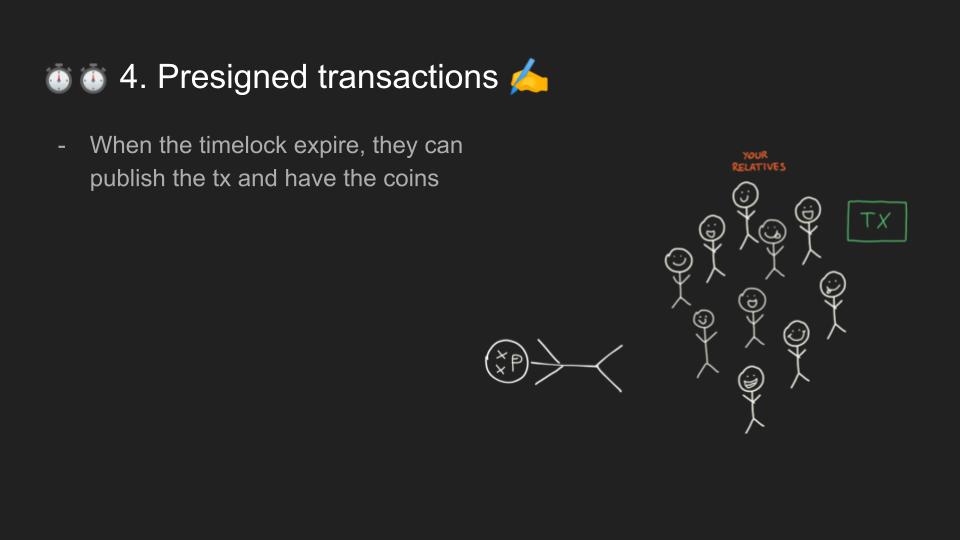 ⏱️⏱️ 4. Presigned transactions ✍️
- When the timelock expire, they can
publish the tx and have the coins
YOUR
RELATIVES
TX